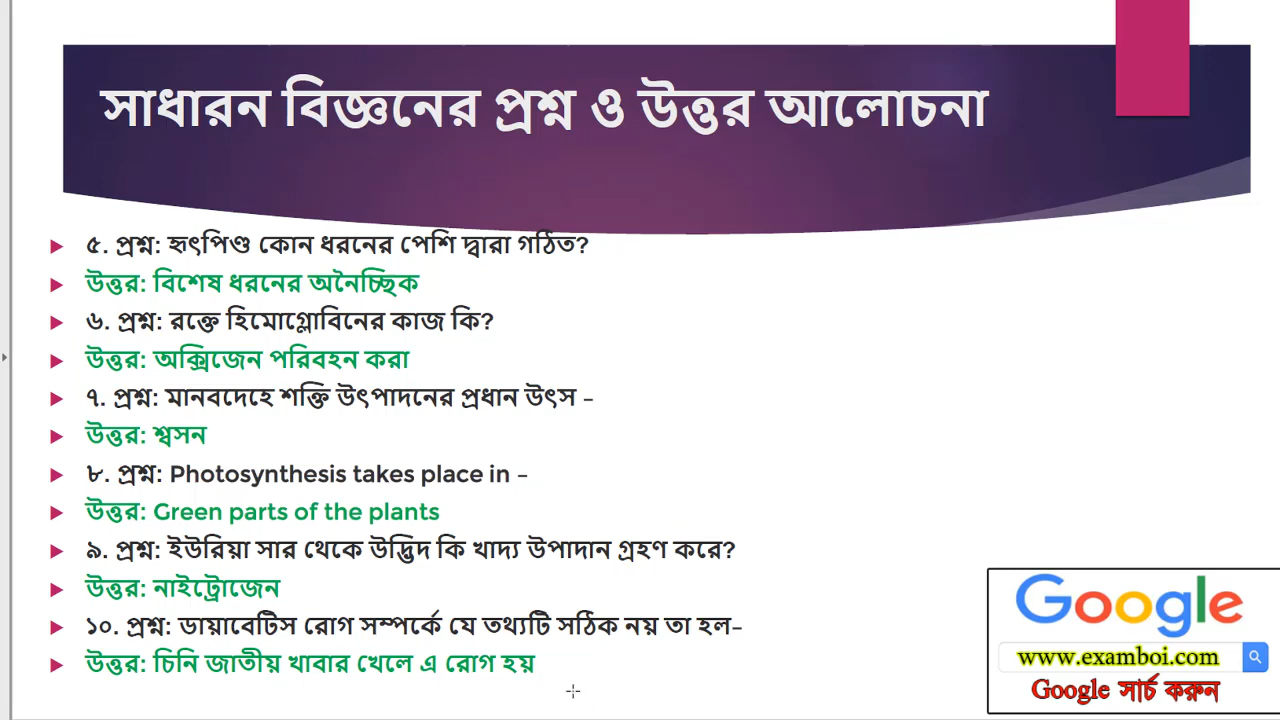 সাধারন বিজ্ঞনের প্রশ্ন ও উত্তর আলোচনা
৫. প্রশ্ন: হৃৎপিণ্ড কোন ধরনের পেশি দ্বারা গঠিত?
উত্তর: বিশেষ ধরনের অনৈচ্ছিক
৬. প্রশ্ন: রক্তে হিমোগ্লোবিনের কাজ কি?
উত্তর: অক্সিজেন পরিবহন করা
৭. প্রশ্ন: মানবদেহে শক্তি উৎপাদনের প্রধান উৎস –
উত্তর: শ্বসন
৮. প্রশ্ন: Photosynthesis takes place in –
উত্তর: Green parts of the plants
৯. প্রশ্ন: ইউরিয়া সার থেকে উদ্ভিদ কি খাদ্য উপাদান গ্রহণ করে?
উত্তর: নাইট্রোজেন
১০. প্রশ্ন: ডায়াবেটিস রোগ সম্পর্কে যে তথ্যটি সঠিক নয় তা হল–
উত্তর: চিনি জাতীয় খাবার খেলে এ রোগ হয়
Google
www.examboi.com
Google সার্চ করুন